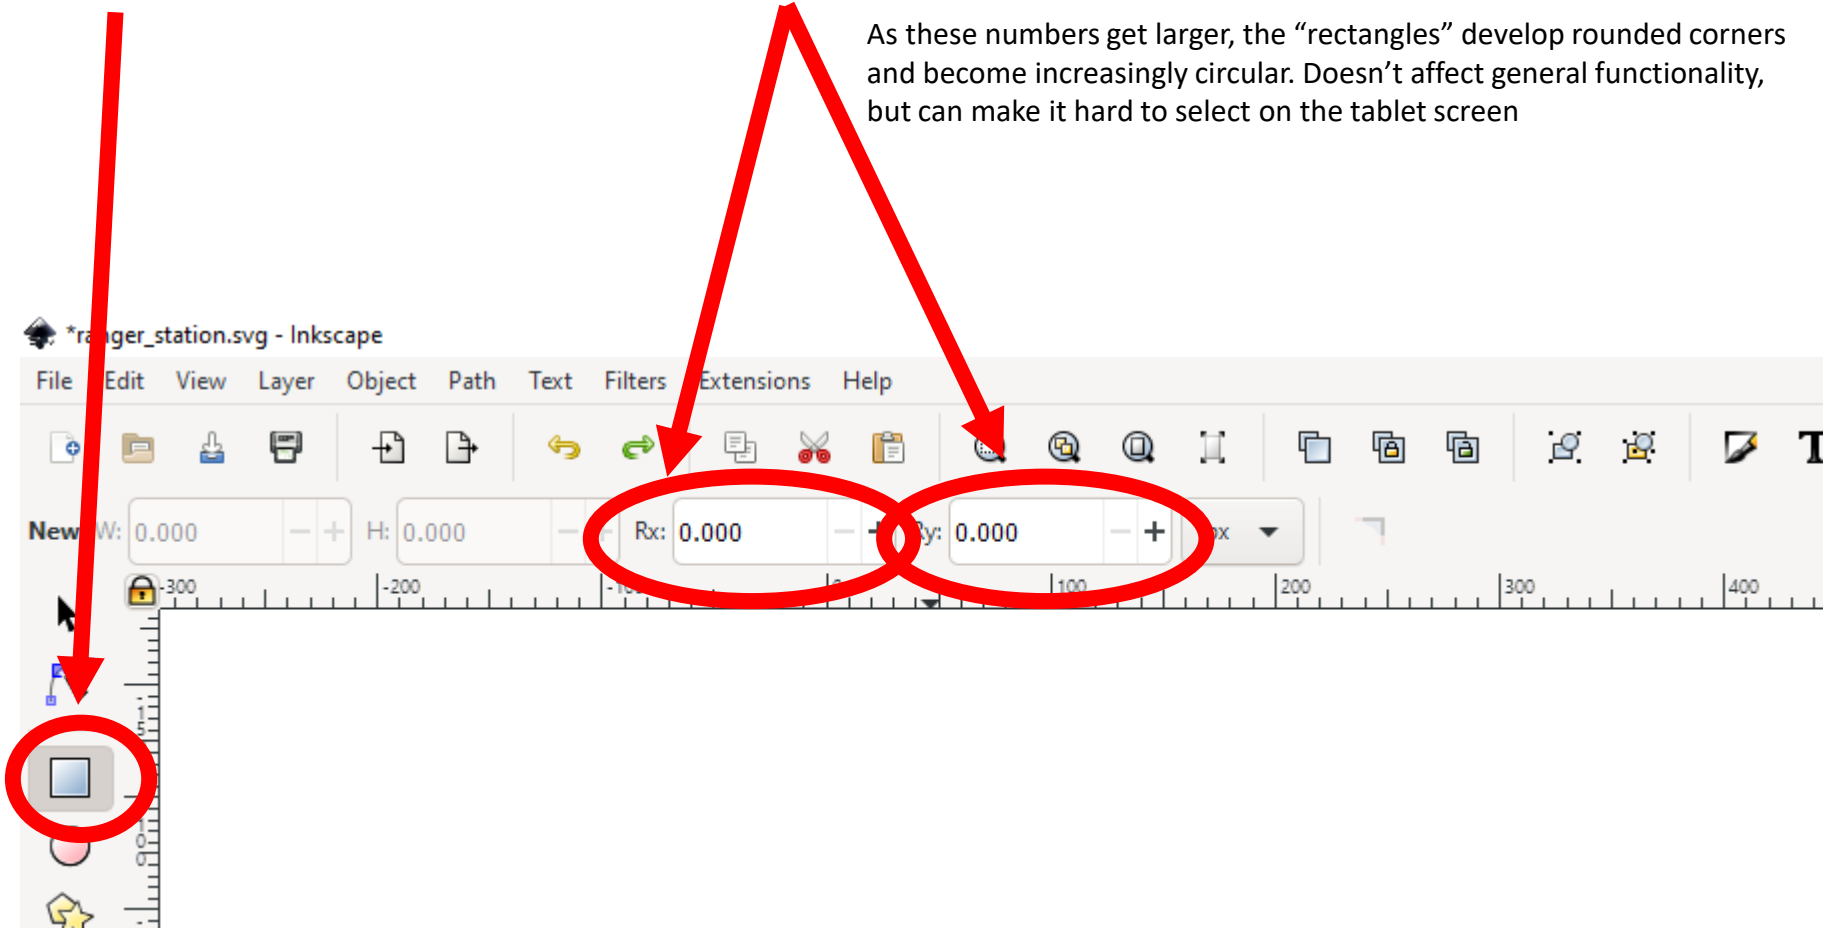 As these numbers get larger, the “rectangles” develop rounded corners
and become increasingly circular. Doesn’t affect general functionality,
but can make it hard to select on the tablet screen
*ranger_station.svg - Inkscape
File Edit View Layer Object Path Text Filters Extensions Help
New W: 0.000 − + H: 0.000 − + Rx: 0.000 − + Ry: 0.000 − + px
-300 -200 100 200 300 400